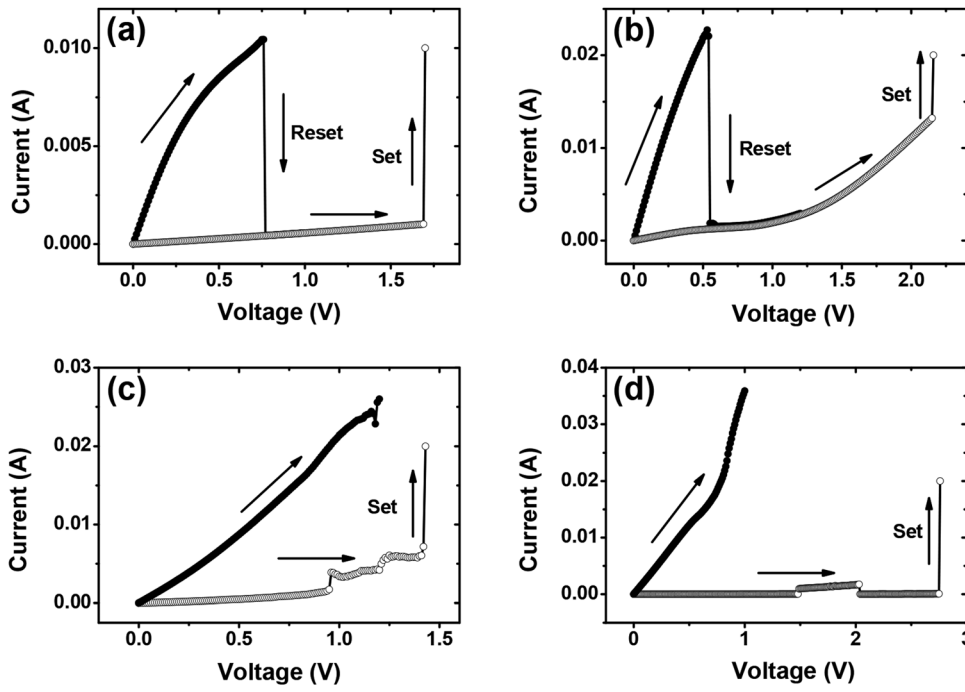 (a)
0.010
0.005
0.000
Current (A)
Reset
Set
0.0 0.5 1.0 1.5
Voltage (V)
(b)
0.02
0.01
0.00
Current (A)
Reset
Set
0.0 0.5 1.0 1.5 2.0
Voltage (V)
(c)
0.03
0.02
0.01
0.00
Current (A)
Set
0.0 0.5 1.0 1.5
Voltage (V)
(d)
0.04
0.03
0.02
0.01
0.00
Current (A)
Set
0 1 2 3
Voltage (V)